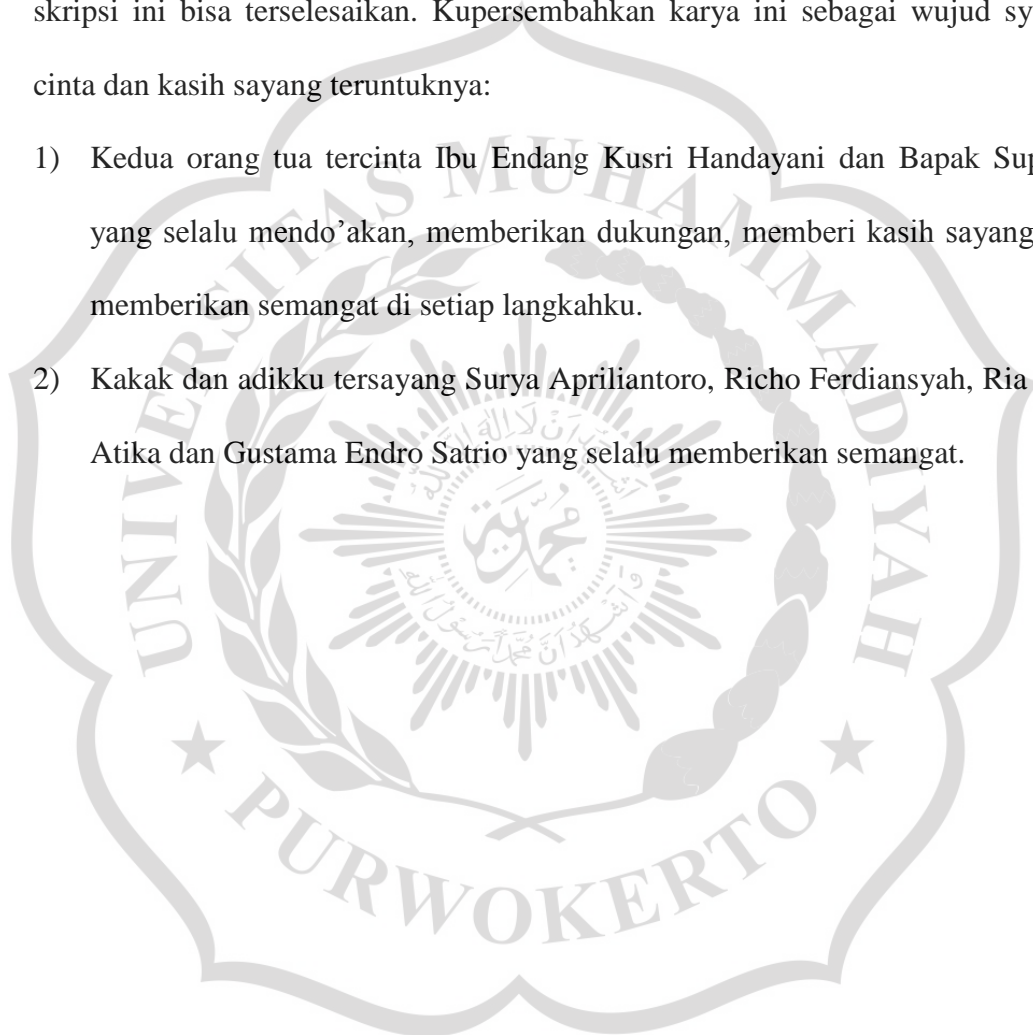 skripsi ini bisa terselesaikan. Kupersembahkan karya ini sebagai wujud sy
cinta dan kasih sayang teruntuknya:
1) Kedua orang tua tercinta Ibu Endang Kusri Handayani dan Bapak Sup
yang selalu mendo’akan, memberikan dukungan, memberi kasih sayang
memberikan semangat di setiap langkahku.
2) Kakak dan adikku tersayang Surya Apriliantoro, Richo Ferdiansyah, Ria
Atika dan Gustama Endro Satrio yang selalu memberikan semangat.
UNIVERSITAS MUHAMMADIYAH
PURWOKERTO